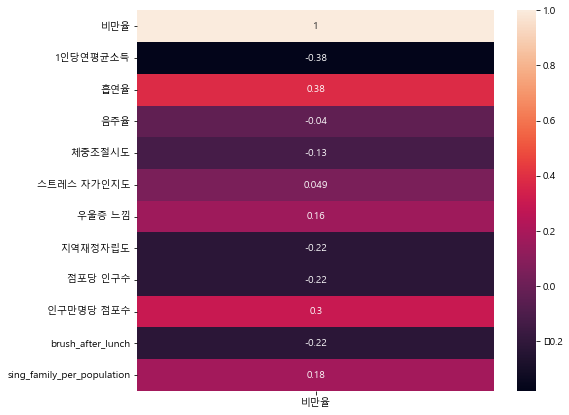 비만율
1
1인당연평균소득
-0.38
흡연율
0.38
음주율
-0.04
체중조절시도
-0.13
스트레스 자가인지도
0.049
우울증 느낌
0.16
지역재정자립도
-0.22
점포당 인구수
-0.22
인구만명당 점포수
0.3
brush_after_lunch
-0.22
sing_family_per_population
0.18
비만율
1.0
0.8
0.6
0.4
0.2
0.0
□0.2